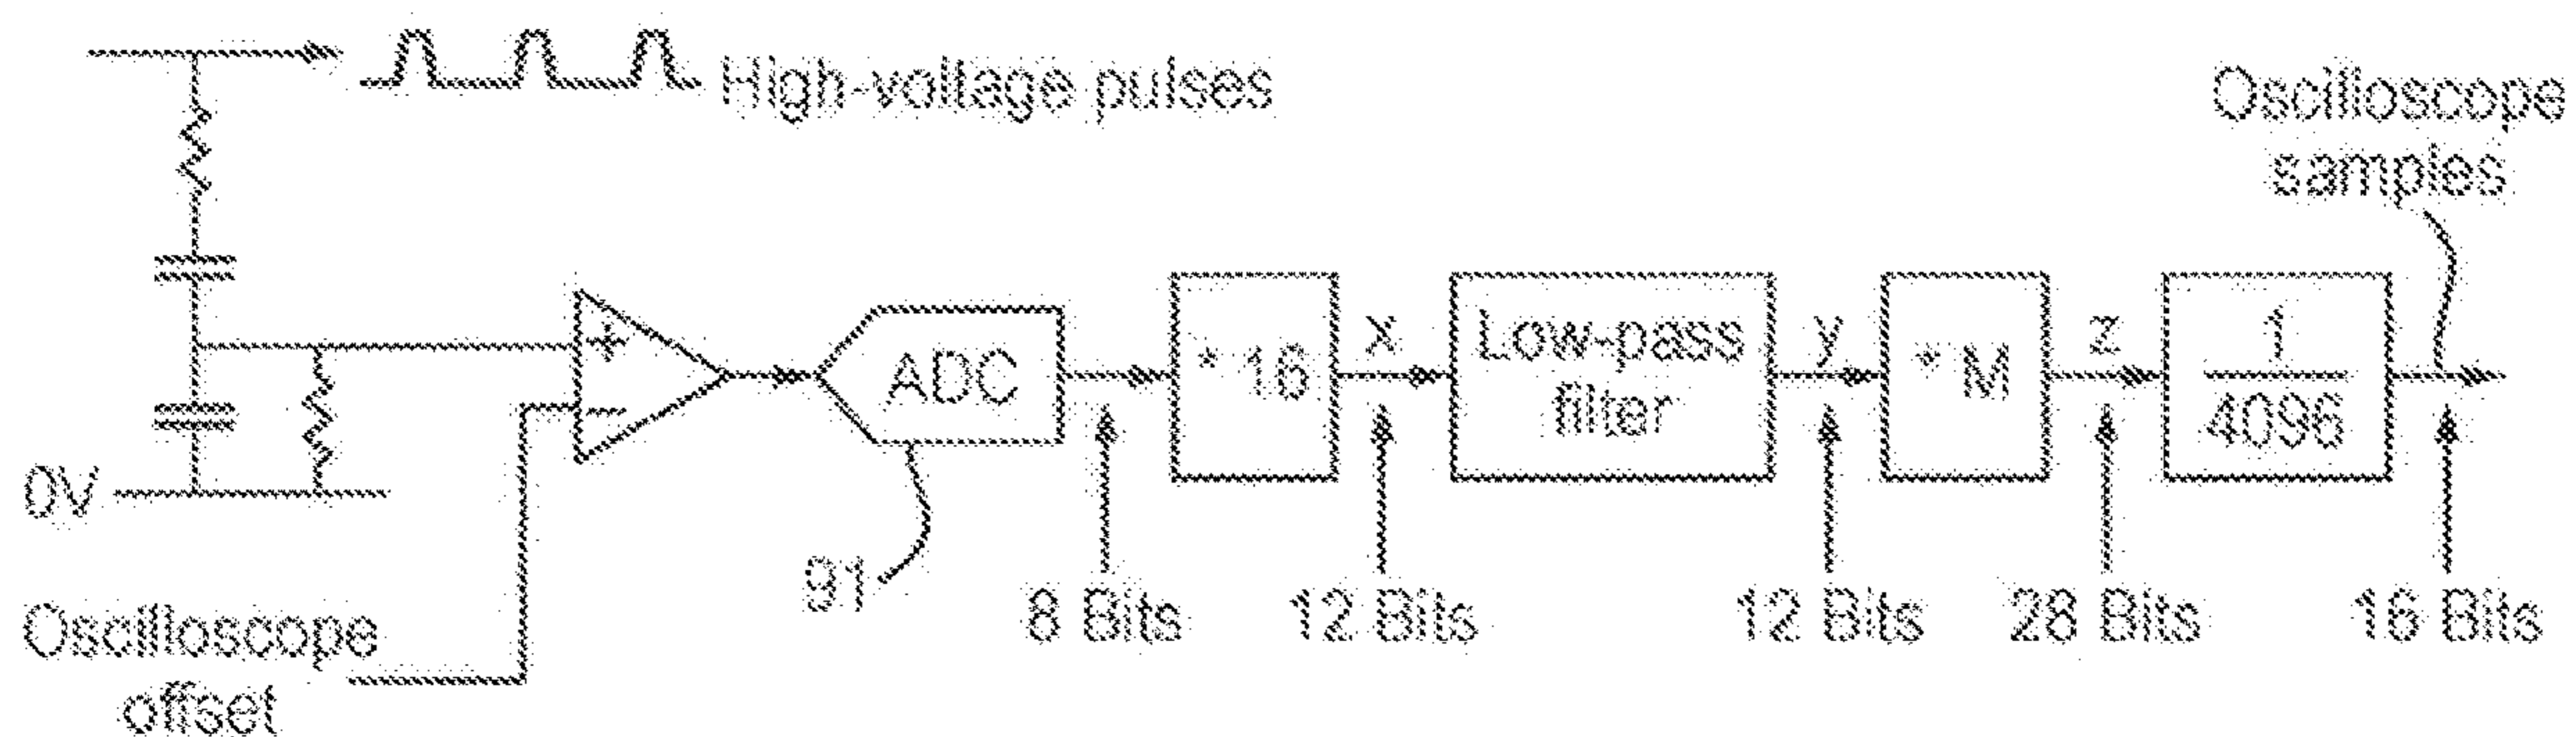 High-voltage pulses
Oscilloscope
samples
+
−
ADC
* 16
x
Low-pass
filter
y
* M
z
1
4096
0V
91
8 Bits
12 Bits
12 Bits
28 Bits
16 Bits
Oscilloscope
offset